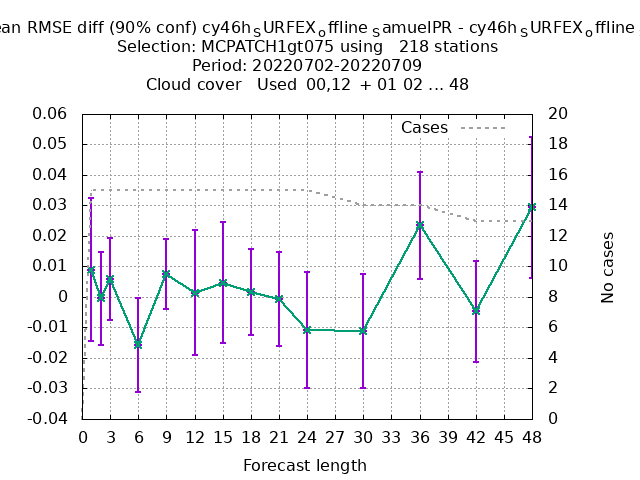 RMSE diff (90% conf) cy46h_SURFEX_offline_SamuelPR - cy46h_SURFEX_offline
Selection: MCPATCH1gt075 using 218 stations
Period: 20220702-20220709
Cloud cover Used 00,12 + 01 02 ... 48
Cases
0.06
0.05
0.04
0.03
0.02
0.01
0
-0.01
-0.02
-0.03
-0.04
20
18
16
14
12
10
8
6
4
2
0
No cases
0 3 6 9 12 15 18 21 24 27 30 33 36 39 42 45 48
Forecast length